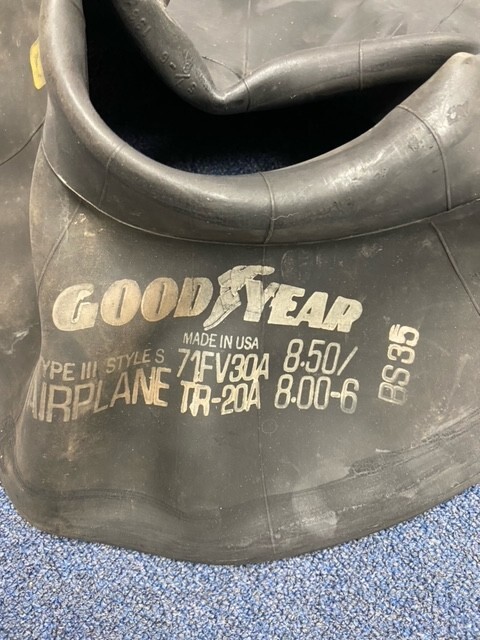 GOODYEAR
MADE IN USA
TYPE III STYLE S 71FV30A 8.50/
AIRPLANE TR-20A 8.00-6
BS35